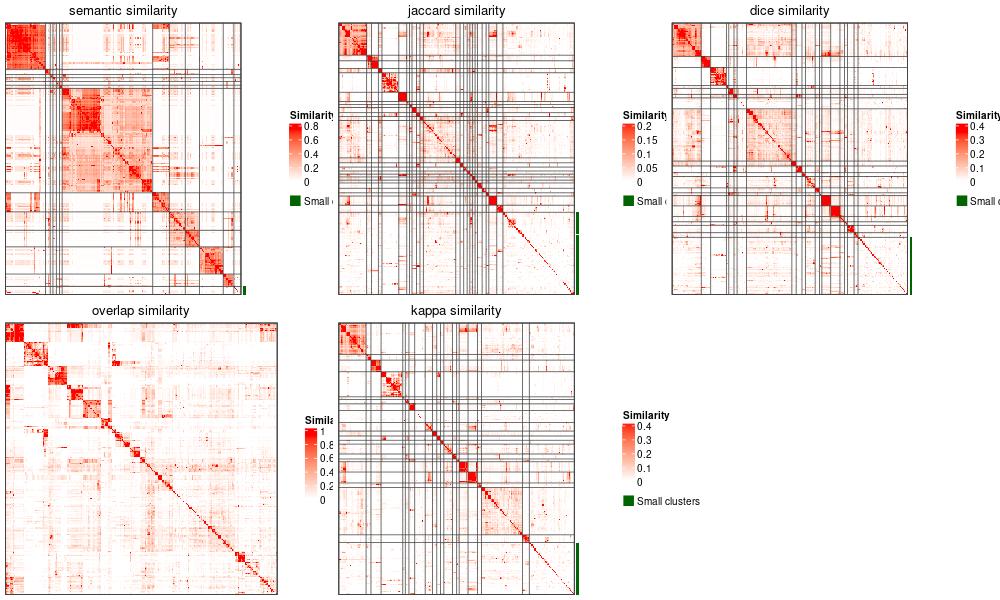 semantic similarity
jaccard similarity
dice similarity
Similarity
0.8
0.6
0.4
0.2
0
Small
Similarity
0.2
0.15
0.1
0.05
0
Small
Similarity
0.4
0.3
0.2
0.1
0
Small
overlap similarity
kappa similarity
Simila
1
0.8
0.6
0.4
0.2
0
Similarity
0.4
0.3
0.2
0.1
0
Small clusters